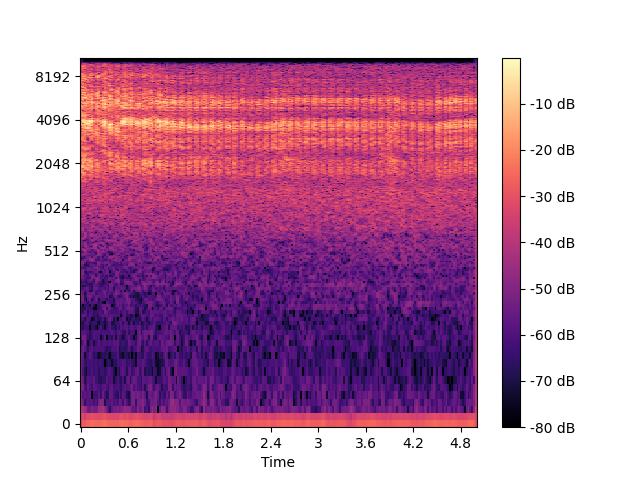 8192
4096
2048
1024
512
256
128
64
0
Hz
0 0.6 1.2 1.8 2.4 3 3.6 4.2 4.8
Time
-10 dB
-20 dB
-30 dB
-40 dB
-50 dB
-60 dB
-70 dB
-80 dB